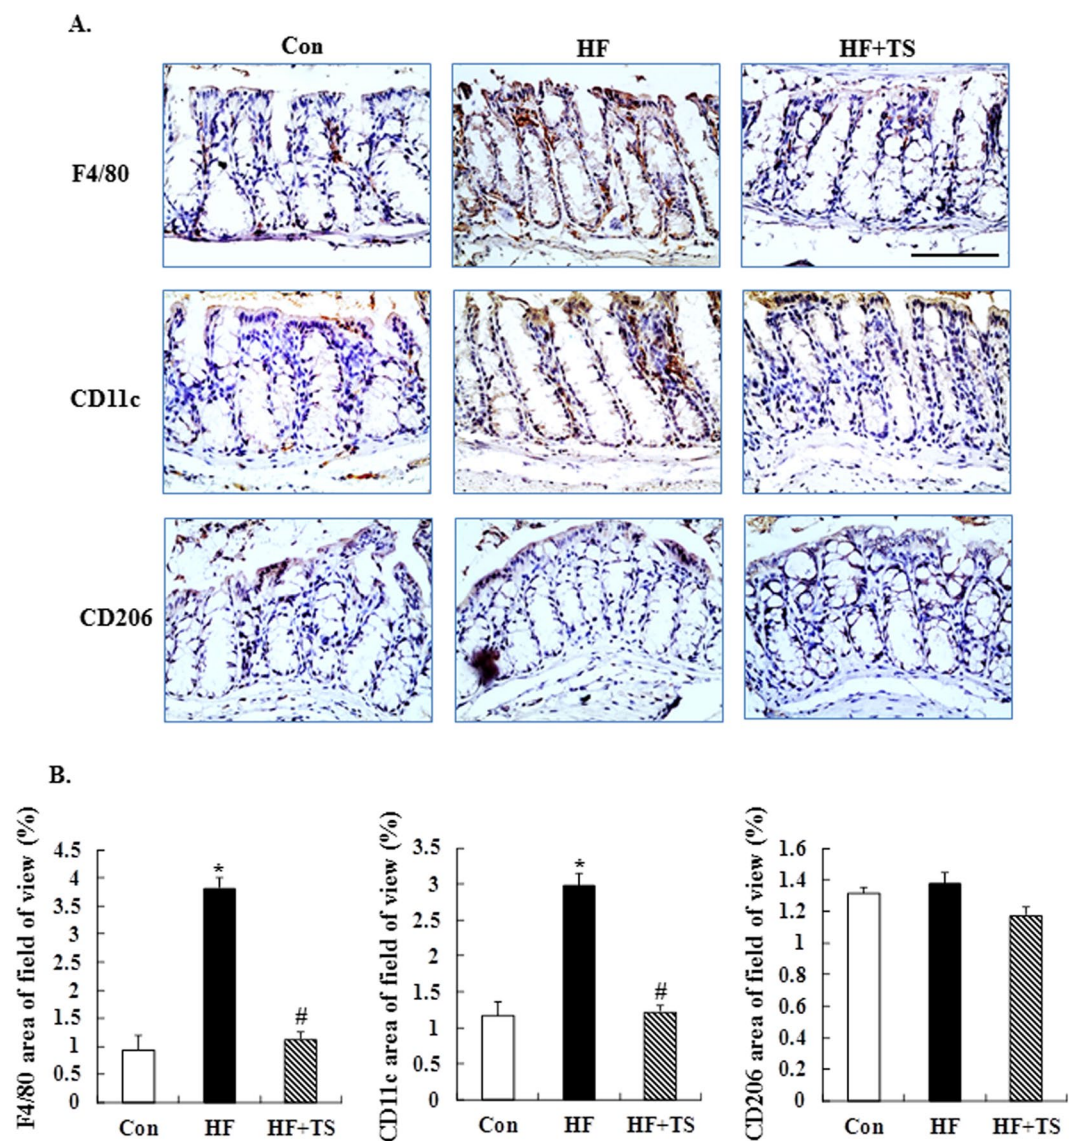 A.
Con HF HF+TS
F4/80
CD11c
CD206
B.
F4/80 area of field of view (%)
4.5
4
3.5
3
2.5
2
1.5
1
0.5
0
*
#
Con HF HF+TS
CD11c area of field of view (%)
3.5
3
2.5
2
1.5
1
0.5
0
*
#
Con HF HF+TS
CD206 area of field of view (%)
1.6
1.4
1.2
1
0.8
0.6
0.4
0.2
0
Con HF HF+TS